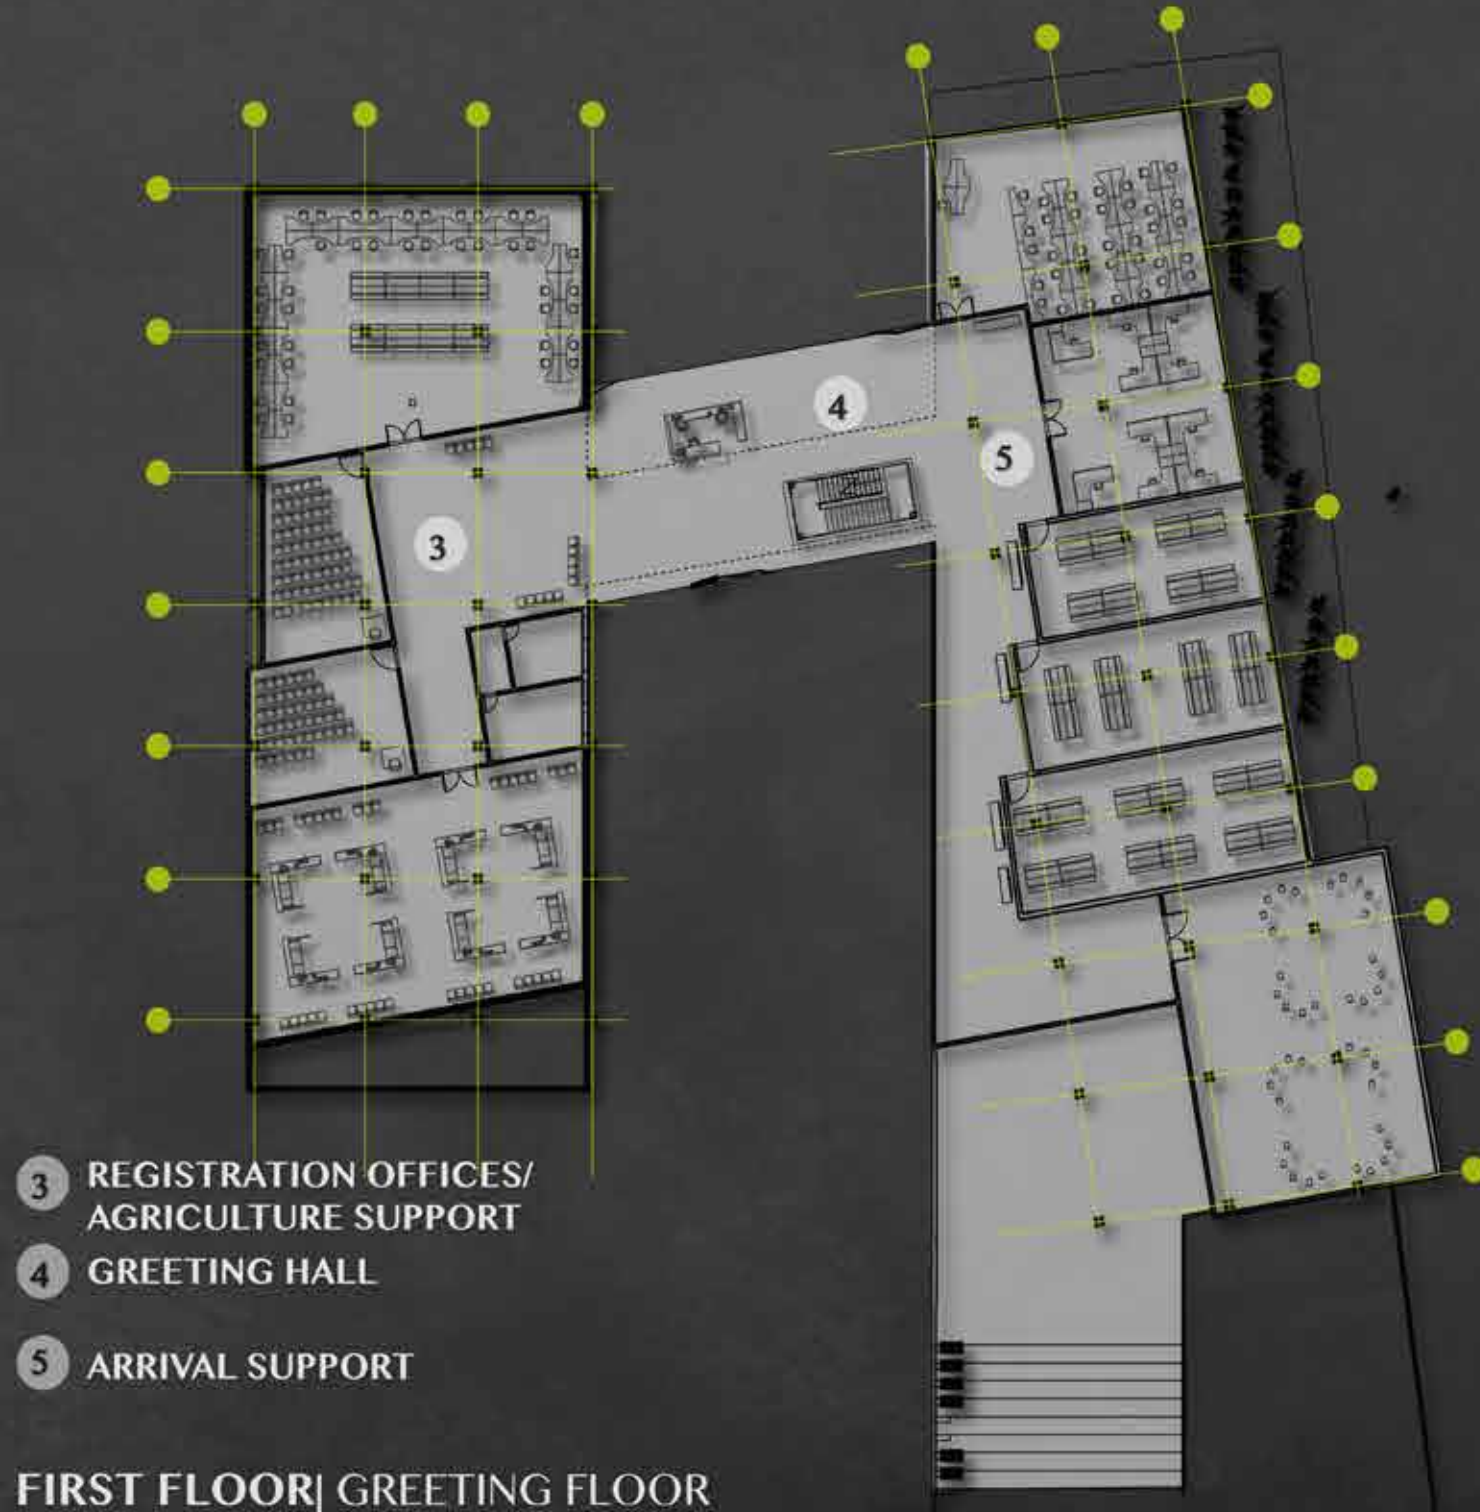 4
5
3
3 REGISTRATION OFFICES/
AGRICULTURE SUPPORT
4 GREETING HALL
5 ARRIVAL SUPPORT
FIRST FLOOR| GREETING FLOOR